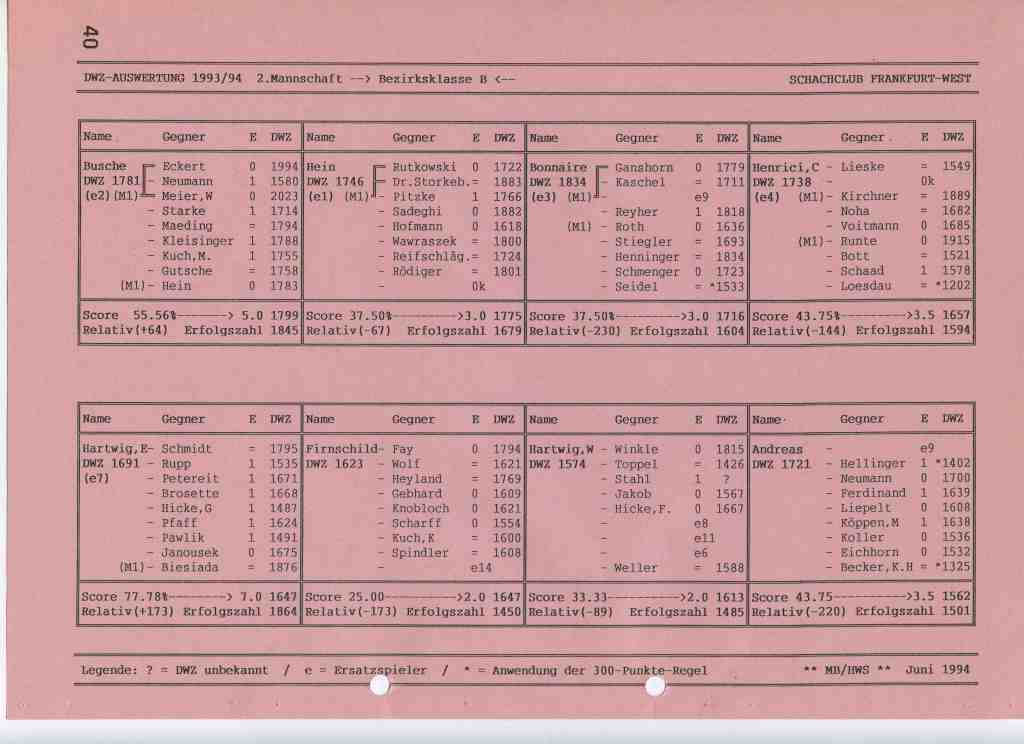 40
DWZ-AUSWERTUNG 1993/94 2.Mannschaft --> Bezirksklasse B <-- SCHACHCLUB FRANKFURT-WEST
Name Gegner E DWZ Name Gegner E DWZ Name Gegner E DWZ Name Gegner E DWZ
Busche Eckert 0 1994 Hein Rutkowski 0 1722 Bonnaire Ganshorn 0 1779 Henrici,C - Lieske = 1549
DWZ 1781 - Neumann 1 1580 DWZ 1746 - Dr.Storkeb.= 1883 DWZ 1834 - Kaschel = 1711 DWZ 1738 - 0k
(e2)(M1) - Meier,W 0 2023 (e1) (M1) - Pitzke 1 1766 (e3) (M1) - e9 (e4) (M1)- Kirchner = 1889
- Starke 1 1714 - Sadeghi 0 1882 - Reyher 1 1818 - Noha = 1682
- Maeding = 1794 - Hofmann 0 1618 (M1) - Roth 0 1636 - Voitmann 0 1685
- Kleisinger 1 1788 - Wawraszek = 1800 - Stiegler = 1693 (M1)- Runte 0 1915
- Kuch,M. 1 1755 - Reifschläg.= 1724 - Henninger = 1834 - Bott = 1521
- Gutsche = 1758 - Rödiger = 1801 - Schmenger 0 1723 - Schaad 1 1578
(M1)- Hein 0 1783 - 0k - Seidel = *1533 - Loesdau = *1202
Score 55.56%-------> 5.0 1799 Score 37.50%---------->3.0 1775 Score 37.50%---------->3.0 1716 Score 43.75%---------->3.5 1657
Relativ(+64) Erfolgszahl 1845 Relativ(-67) Erfolgszahl 1679 Relativ(-230) Erfolgszahl 1604 Relativ(-144) Erfolgszahl 1594
Name Gegner E DWZ Name Gegner E DWZ Name Gegner E DWZ Name Gegner E DWZ
Hartwig,E- Schmidt = 1795 Firnschild- Fay 0 1794 Hartwig,W - Winkle 0 1815 Andreas - e9
DWZ 1691 - Rupp 1 1535 DWZ 1623 - Wolf = 1621 DWZ 1574 - Toppel = 1426 DWZ 1721 - Hellinger 1 *1402
(e7) - Petereit 1 1671 - Heyland = 1769 - Stahl 1 ? - Neumann 0 1700
- Brosette 1 1668 - Gebhard 0 1609 - Jakob 0 1567 - Ferdinand 1 1639
- Hicke,G 1 1487 - Knobloch 0 1621 - Hicke,F. 0 1667 - Liepelt 0 1608
- Pfaff 1 1624 - Scharff 0 1554 - e8 - Köppen,M 1 1638
- Pawlik 1 1491 - Kuch,K = 1600 - e11 - Koller 0 1536
- Janousek 0 1675 - Spindler = 1608 - e6 - Eichhorn 0 1532
(M1)- Biesiada = 1876 - e14 - Weller = 1588 - Becker,K.H = *1325
Score 77.78%--------> 7.0 1647 Score 25.00----------->2.0 1647 Score 33.33----------->2.0 1613 Score 43.75----------->3.5 1562
Relativ(+173) Erfolgszahl 1864 Relativ(-173) Erfolgszahl 1450 Relativ(-89) Erfolgszahl 1485 Relativ(-220) Erfolgszahl 1501
Legende: ? = DWZ unbekannt / e = Ersatzspieler / * = Anwendung der 300-Punkte-Regel ** MB/HWS ** Juni 1994